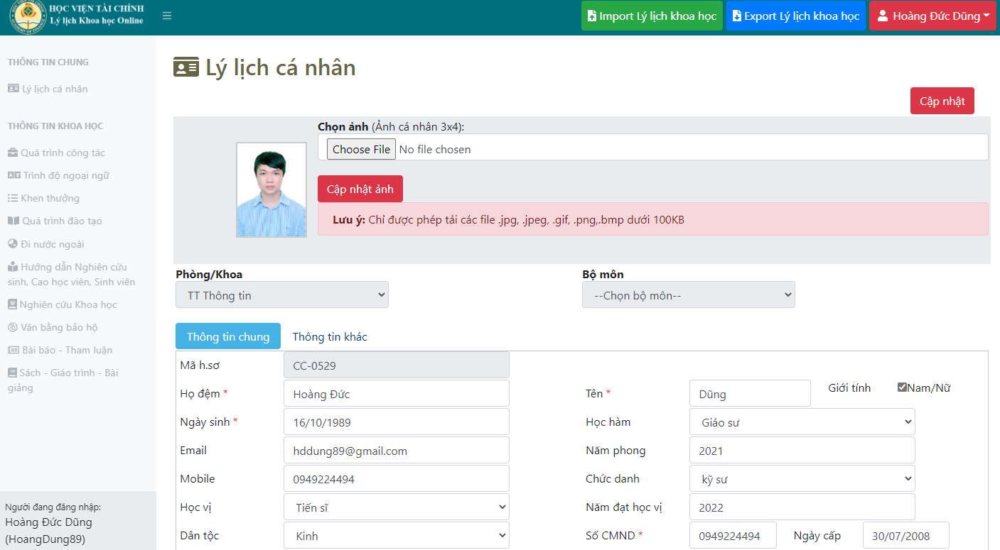 HỌC VIỆN TÀI CHÍNH
Lý lịch Khoa học Online
Import Lý lịch khoa học
Export Lý lịch khoa học
Hoàng Đức Dũng
THÔNG TIN CHUNG
Lý lịch cá nhân
THÔNG TIN KHOA HỌC
Quá trình công tác
Trình độ ngoại ngữ
Khen thưởng
Quá trình đào tạo
Đi nước ngoài
Hướng dẫn Nghiên cứu
sinh, Cao học viên, Sinh viên
Nghiên cứu Khoa học
Văn bằng bảo hộ
Bài báo - Tham luận
Sách - Giáo trình - Bài
giảng
Người đang đăng nhập:
Hoàng Đức Dũng
(HoangDung89)
Lý lịch cá nhân
Cập nhật
Chọn ảnh (Ảnh cá nhân 3x4):
Choose File No file chosen
Cập nhật ảnh
Lưu ý: Chỉ được phép tải các file .jpg, .jpeg, .gif, .png,.bmp dưới 100KB
Phòng/Khoa
TT Thông tin
Bộ môn
--Chọn bộ môn--
Thông tin chung
Thông tin khác
Mã h.sơ CC-0529
Họ đệm * Hoàng Đức
Tên * Dũng Giới tính Nam/Nữ
Ngày sinh * 16/10/1989
Học hàm Giáo sư
Email hddung89@gmail.com
Năm phong 2021
Mobile 0949224494
Chức danh kỹ sư
Học vị Tiến sĩ
Năm đạt học vị 2022
Dân tộc Kinh
Số CMND * 0949224494 Ngày cấp 30/07/2008